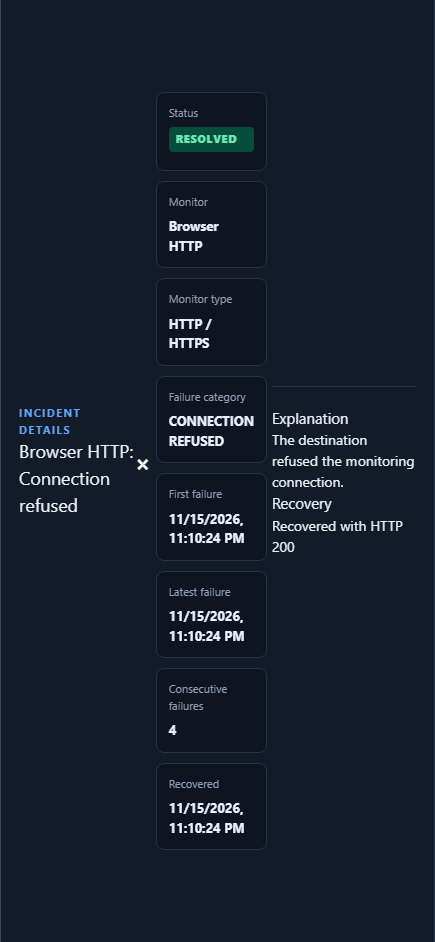 INCIDENT
DETAILS
Browser HTTP:
Connection
refused
×
Status
RESOLVED
Monitor
Browser
HTTP
Monitor type
HTTP /
HTTPS
Failure category
CONNECTION
REFUSED
First failure
11/15/2026,
11:10:24 PM
Latest failure
11/15/2026,
11:10:24 PM
Consecutive
failures
4
Recovered
11/15/2026,
11:10:24 PM
Explanation
The destination
refused the monitoring
connection.
Recovery
Recovered with HTTP
200